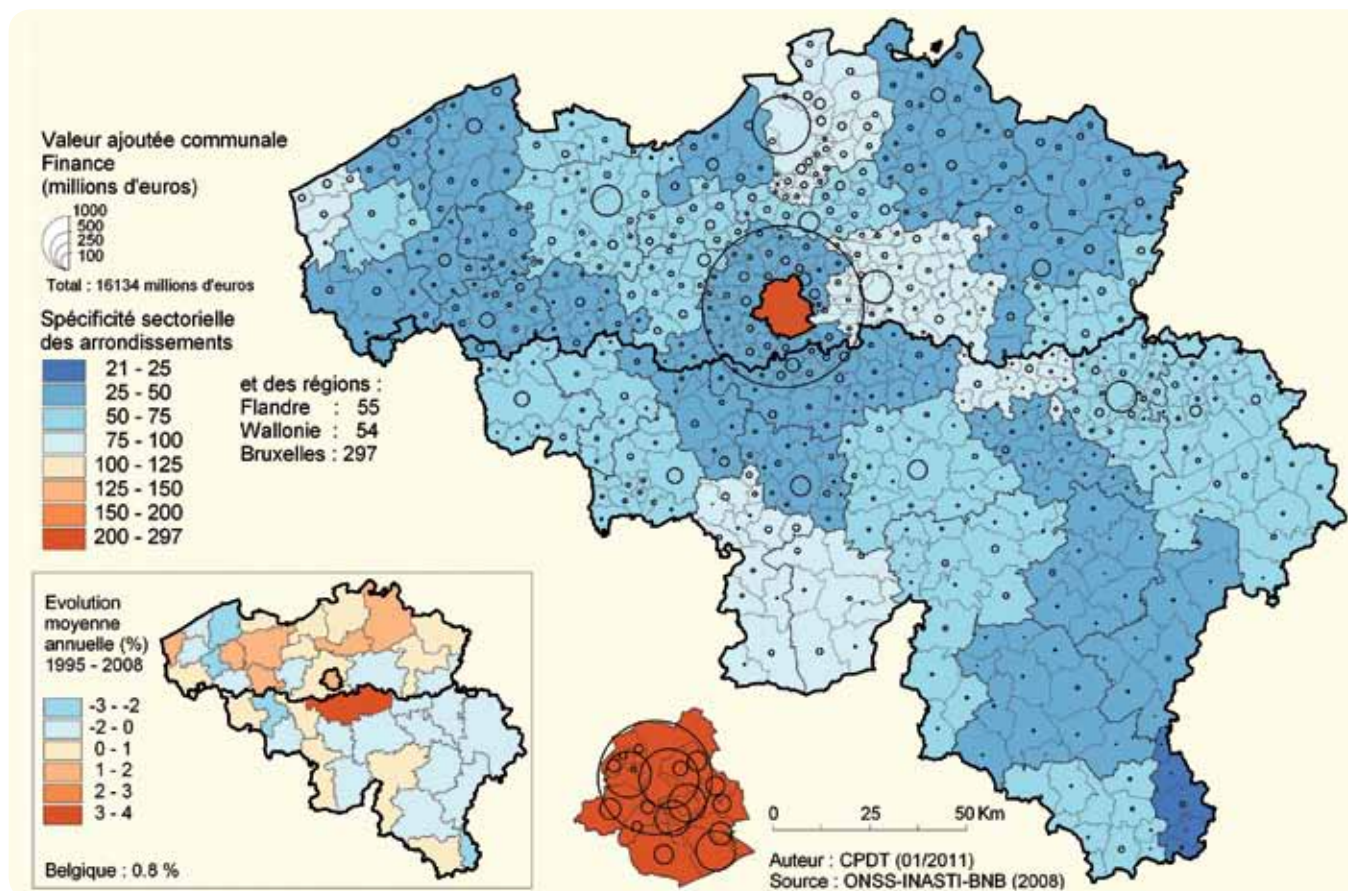 Valeur ajoutée communale
Finance
(millions d'euros)
1000
500
250
100
Total : 16134 millions d'euros
Spécificité sectorielle
des arrondissements
21 - 25
25 - 50
50 - 75
75 - 100
100 - 125
125 - 150
150 - 200
200 - 297
et des régions :
Flandre : 55
Wallonie : 54
Bruxelles : 297
Evolution
moyenne
annuelle (%)
1995 - 2008
-3 - -2
-2 - 0
0 - 1
1 - 2
2 - 3
3 - 4
Belgique : 0.8 %
0 25 50 Km
Auteur : CPDT (01/2011)
Source : ONSS-INASTI-BNB (2008)